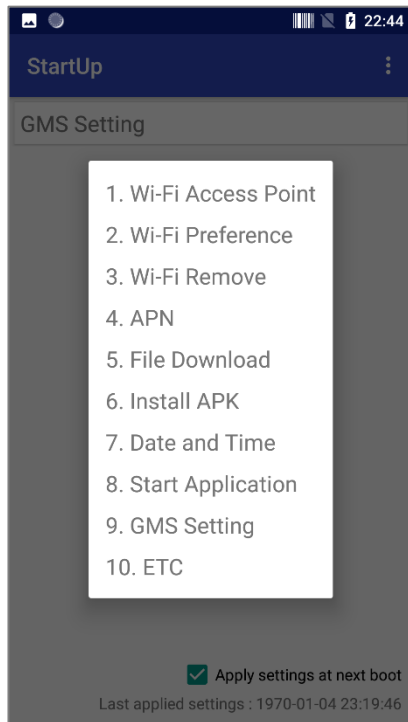 22:44
StartUp
GMS Setting
1. Wi-Fi Access Point
2. Wi-Fi Preference
3. Wi-Fi Remove
4. APN
5. File Download
6. Install APK
7. Date and Time
8. Start Application
9. GMS Setting
10. ETC
Apply settings at next boot
Last applied settings : 1970-01-04 23:19:46